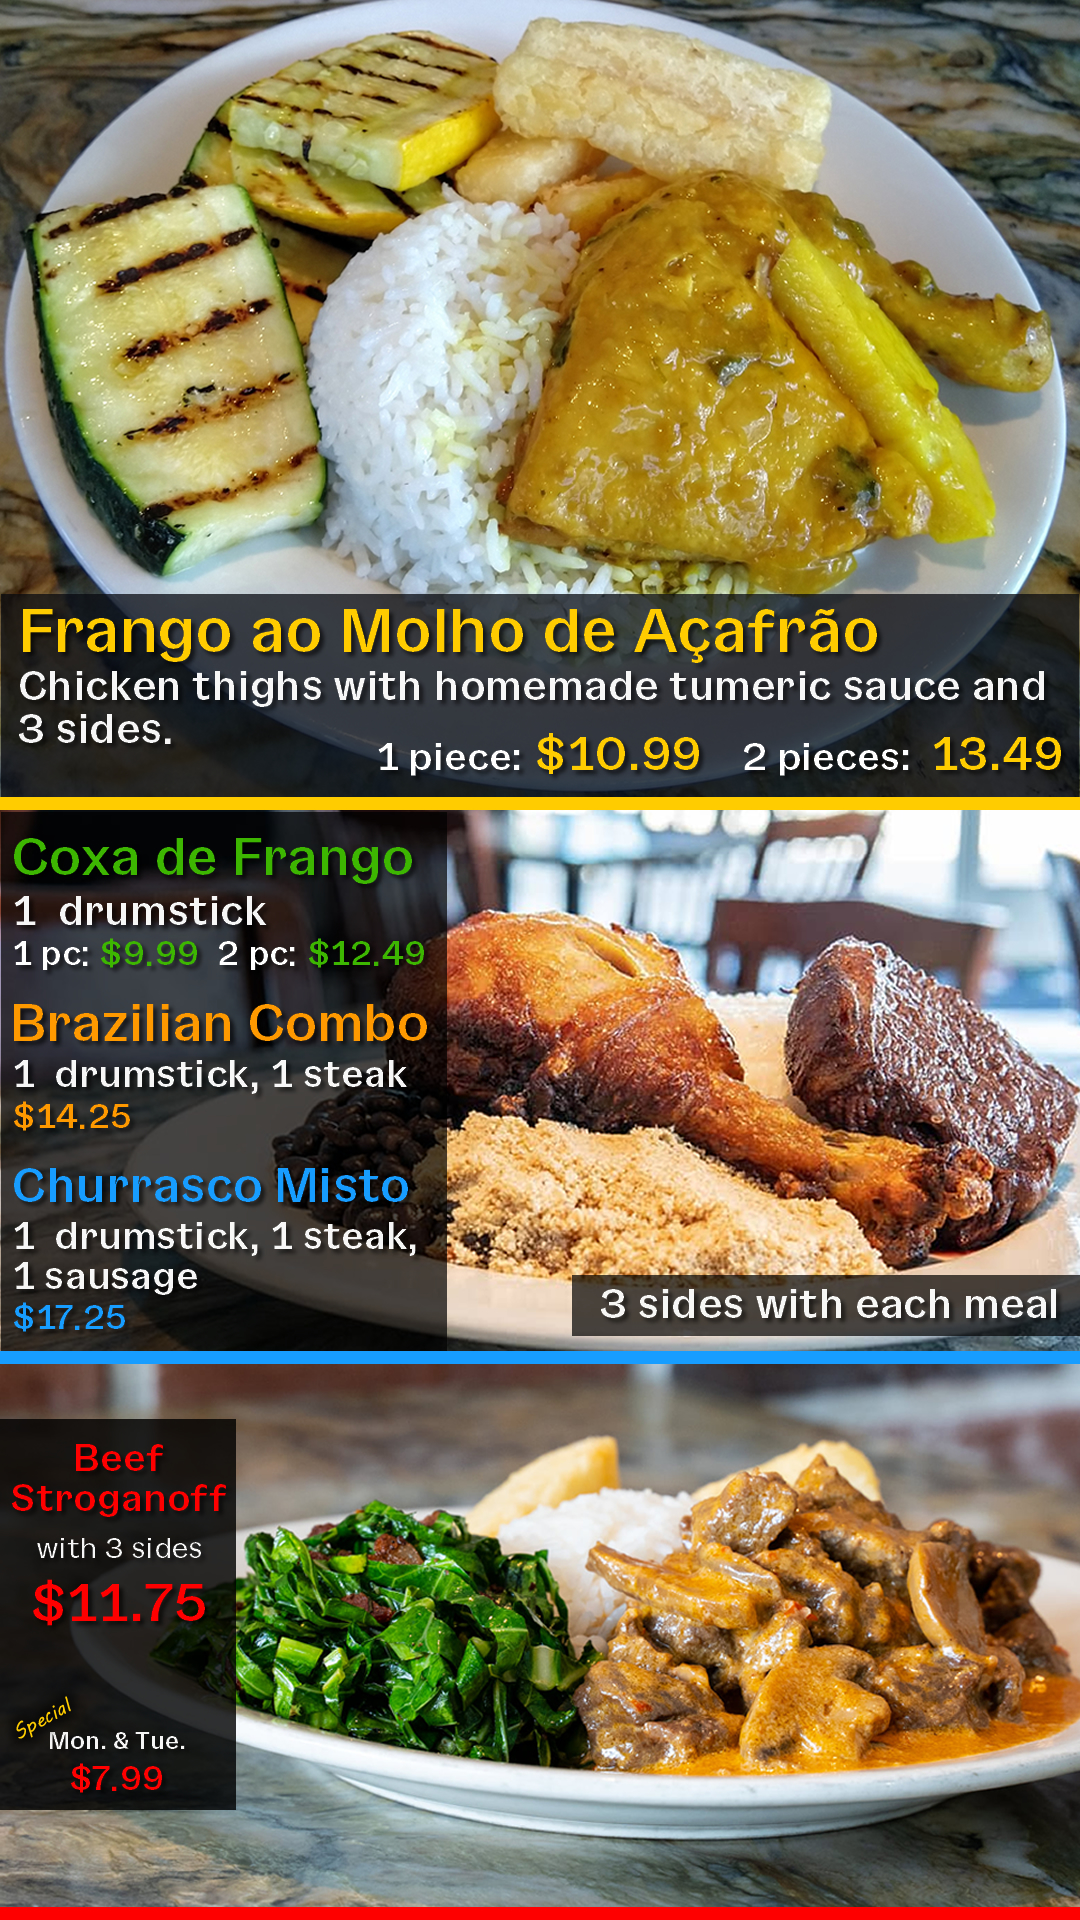 Frango ao Molho de Açafrão
Chicken thighs with homemade tumeric sauce and
3 sides.
1 piece: $10.99 2 pieces: 13.49
Coxa de Frango
1 drumstick
1 pc: $9.99 2 pc: $12.49
Brazilian Combo
1 drumstick, 1 steak
$14.25
Churrasco Misto
1 drumstick, 1 steak,
1 sausage
$17.25
3 sides with each meal
Beef
Stroganoff
with 3 sides
$11.75
Special
Mon. & Tue.
$7.99